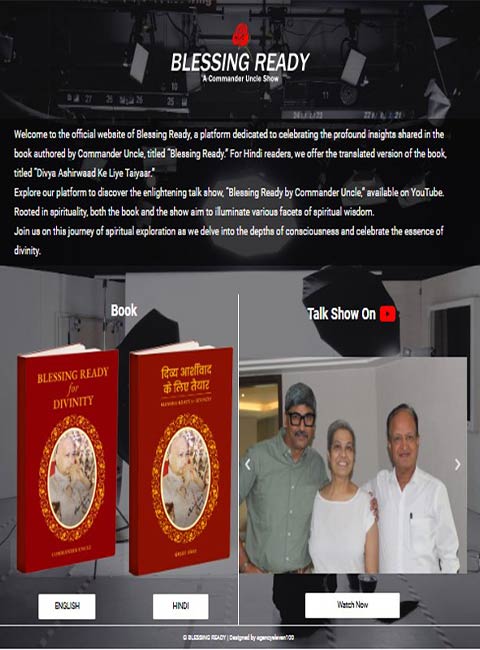 BLESSING READY
"A Commander Uncle Show
Welcome to the official website of Blessing Ready, a platform dedicated to celebrating the profound insights shared in the
book authored by Commander Uncle, titled "Blessing Ready." For Hindi readers, we offer the translated version of the book,
titled "Divya Ashirwaad Ke Liye Taiyaar."
Explore our platform to discover the enlightening talk show, "Blessing Ready by Commander Uncle," available on YouTube.
Rooted in spirituality, both the book and the show aim to illuminate various facets of spiritual wisdom.
Join us on this journey of spiritual exploration as we delve into the depths of consciousness and celebrate the essence of
divinity.
Book
Talk Show On
BLESSING READY
for
DIVINITY
COMMANDER UNCLE
दिव्य आर्शीवाद
के लिए तैयार
BLESSING READY for DIVINITY
ENGLISH
HINDI
Watch Now
© BLESSING READY | Designed by agencyeleven100